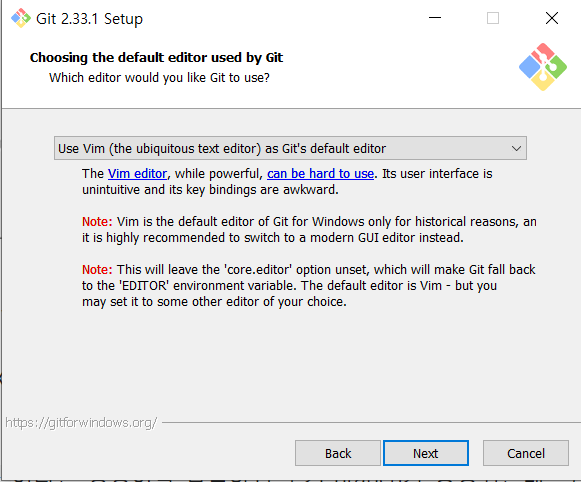 Git 2.33.1 Setup
Choosing the default editor used by Git
Which editor would you like Git to use?
Use Vim (the ubiquitous text editor) as Git's default editor
The Vim editor, while powerful, can be hard to use. Its user interface is
unintuitive and its key bindings are awkward.
Note: Vim is the default editor of Git for Windows only for historical reasons, an
it is highly recommended to switch to a modern GUI editor instead.
Note: This will leave the 'core.editor' option unset, which will make Git fall back
to the 'EDITOR' environment variable. The default editor is Vim - but you
may set it to some other editor of your choice.
https://gitforwindows.org/
Back
Next
Cancel